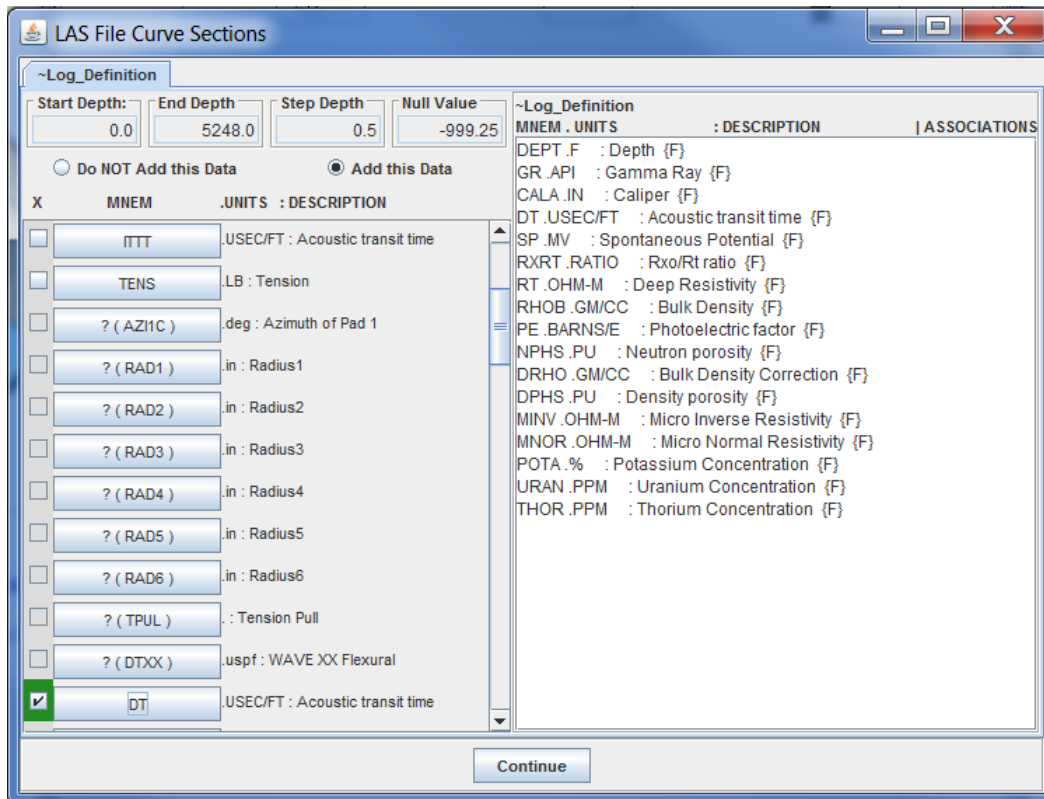 LAS File Curve Sections
~Log_Definition
Start Depth: End Depth Step Depth Null Value
0.0 5248.0 0.5 -999.25
Do NOT Add this Data Add this Data
X MNEM .UNITS : DESCRIPTION
ITTT .USEC/FT : Acoustic transit time
TENS .LB : Tension
? ( AZI1C ) .deg : Azimuth of Pad 1
? ( RAD1 ) .in : Radius1
? ( RAD2 ) .in : Radius2
? ( RAD3 ) .in : Radius3
? ( RAD4 ) .in : Radius4
? ( RAD5 ) .in : Radius5
? ( RAD6 ) .in : Radius6
? ( TPUL ) . : Tension Pull
? ( DTXX ) .uspf : WAVE XX Flexural
DT .USEC/FT : Acoustic transit time
~Log_Definition
MNEM . UNITS : DESCRIPTION | ASSOCIATIONS
DEPT .F : Depth {F}
GR .API : Gamma Ray {F}
CALA .IN : Caliper {F}
DT .USEC/FT : Acoustic transit time {F}
SP .MV : Spontaneous Potential {F}
RXRT .RATIO : Rxo/Rt ratio {F}
RT .OHM-M : Deep Resistivity {F}
RHOB .GM/CC : Bulk Density {F}
PE .BARNS/E : Photoelectric factor {F}
NPHS .PU : Neutron porosity {F}
DRHO .GM/CC : Bulk Density Correction {F}
DPHS .PU : Density porosity {F}
MINV .OHM-M : Micro Inverse Resistivity {F}
MNOR .OHM-M : Micro Normal Resistivity {F}
POTA .% : Potassium Concentration {F}
URAN .PPM : Uranium Concentration {F}
THOR .PPM : Thorium Concentration {F}
Continue